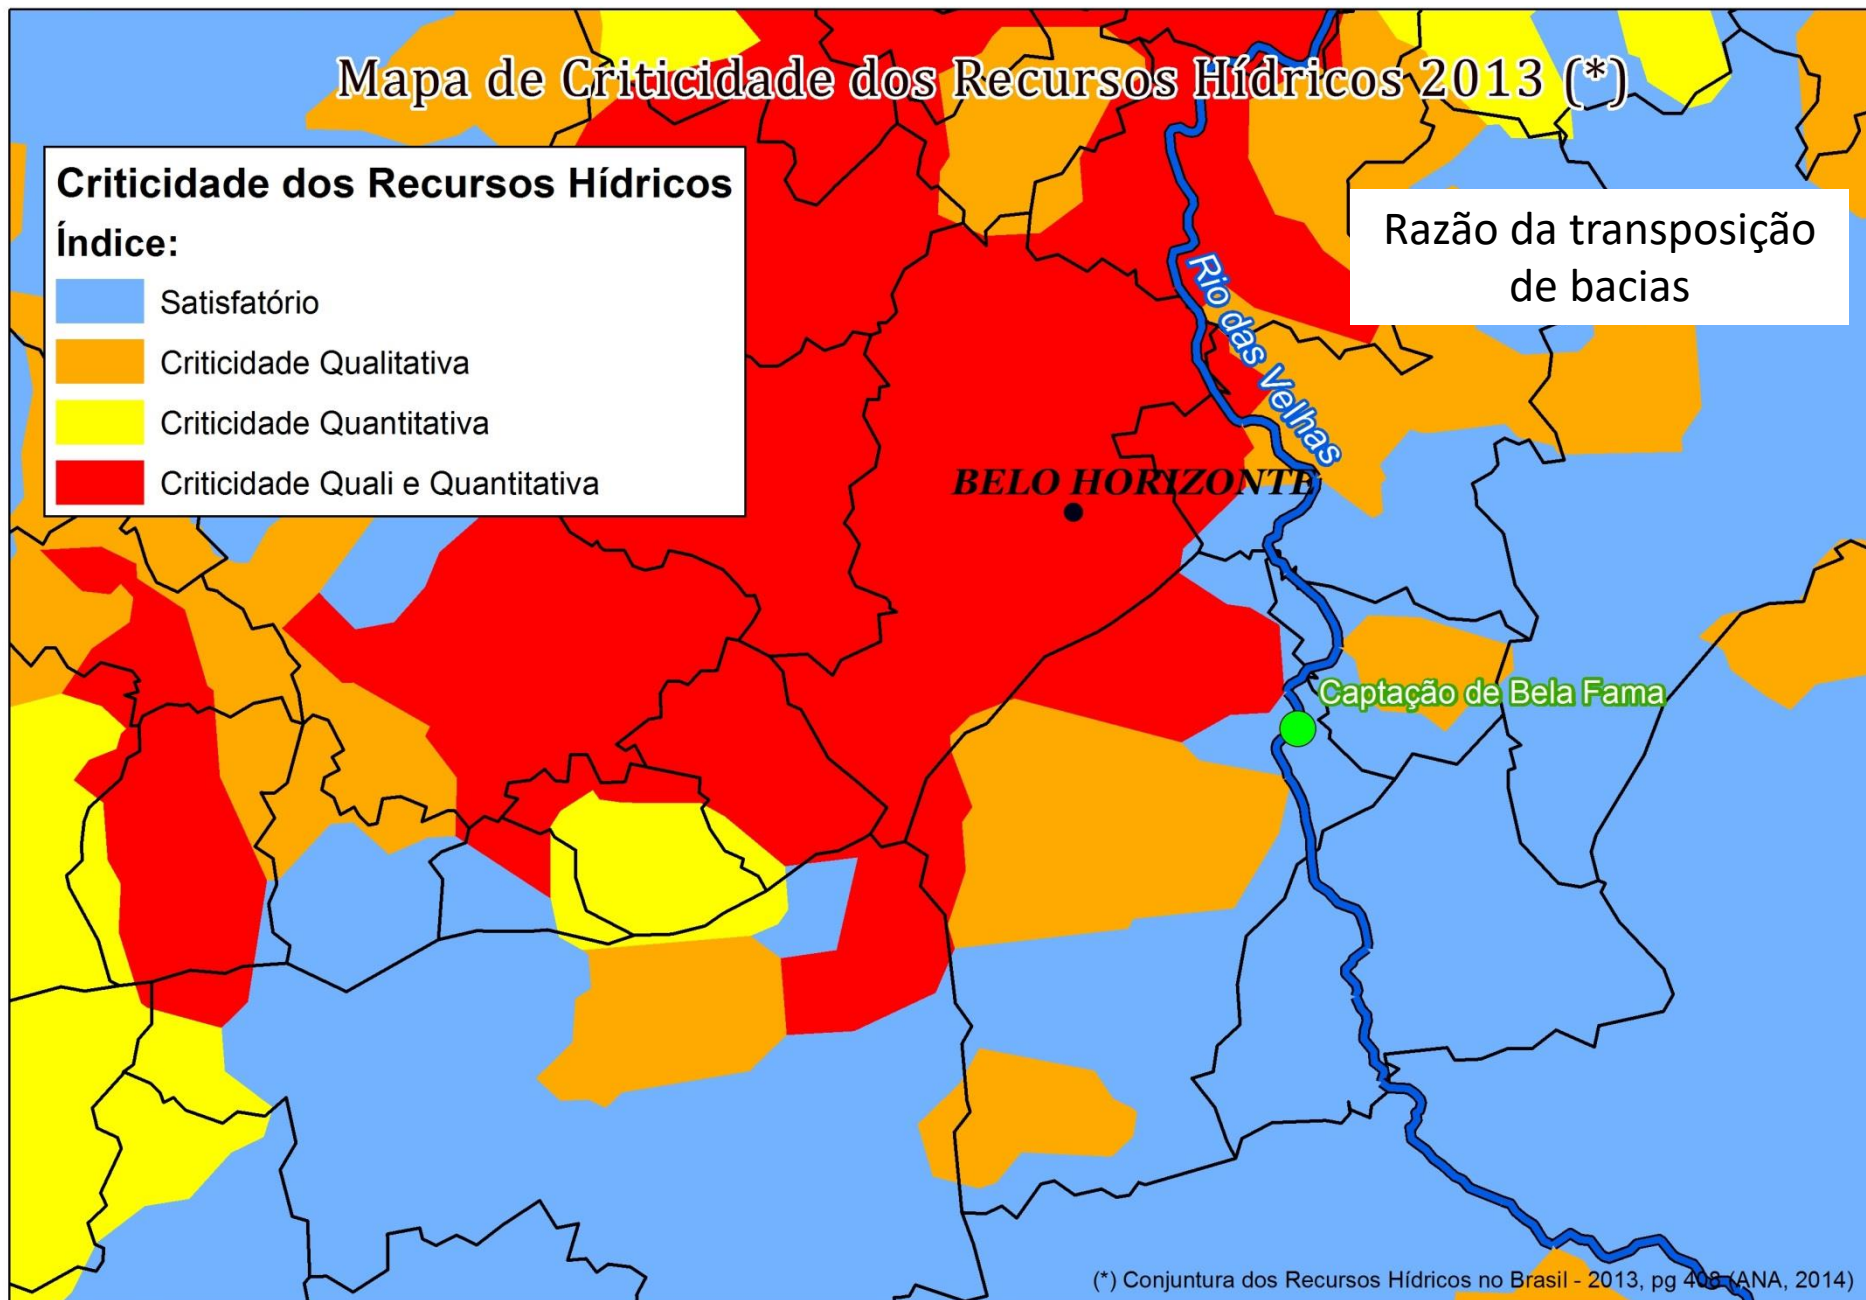 Mapa de Criticidade dos Recursos Hídricos 2013 (*)
Criticidade dos Recursos Hídricos
Índice:
Satisfatório
Criticidade Qualitativa
Criticidade Quantitativa
Criticidade Quali e Quantitativa
Razão da transposição
de bacias
Rio das Velhas
BELO HORIZONTE
Captação de Bela Fama
(*) Conjuntura dos Recursos Hídricos no Brasil - 2013, pg 408 (ANA, 2014)